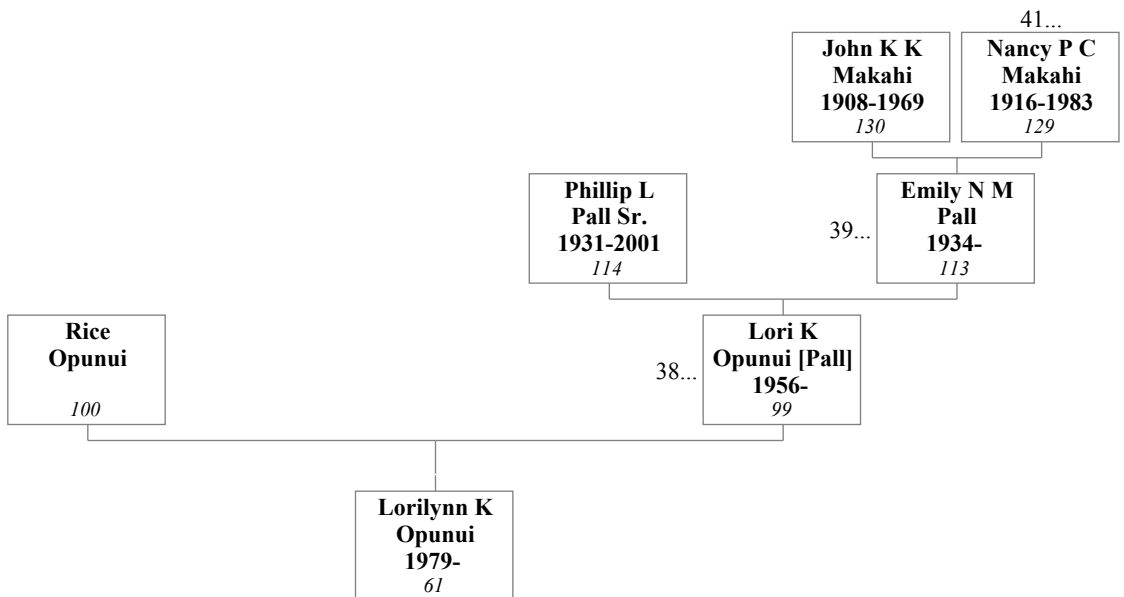 41...
John K K
Makahi
1908-1969
130
Nancy P C
Makahi
1916-1983
129
Phillip L
Pall Sr.
1931-2001
114
39...
Emily N M
Pall
1934-
113
Rice
Opunui
100
38...
Lori K
Opunui [Pall]
1956-
99
Lorilynn K
Opunui
1979-
61